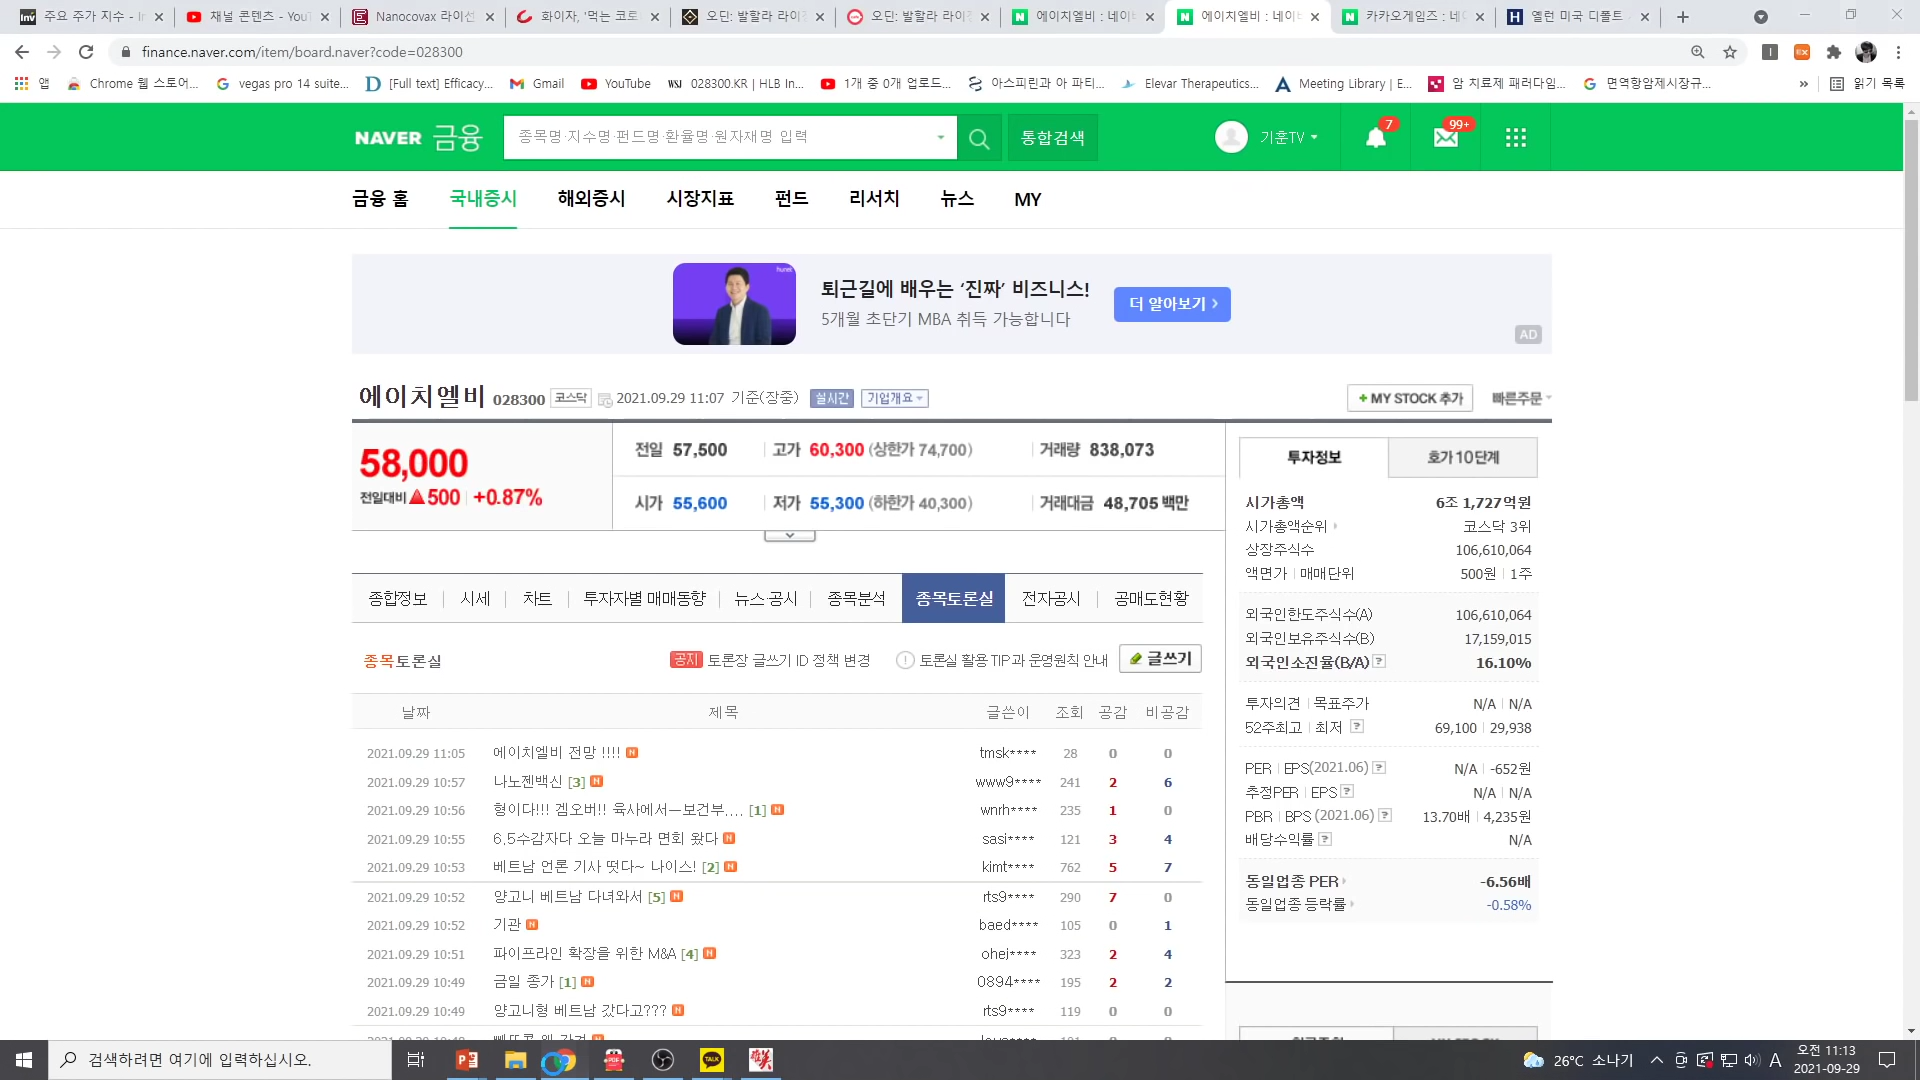 주요 주가 지수 - In
채널 콘텐츠 - YouT
Nanocovax 라이선
화이자, '먹는 코로
오딘: 발할라 라이징
오딘: 발할라 라이징
에이치엘비 : 네이버
에이치엘비 : 네이버
카카오게임즈 : 네이
옐런 미국 디폴트
finance.naver.com/item/board.naver?code=028300
앱
Chrome 웹 스토어...
vegas pro 14 suite...
[Full text] Efficacy...
Gmail
YouTube
WSJ 028300.KR | HLB In...
1개 중 0개 업로드...
아스피린과 아 파티...
Elevar Therapeutics...
Meeting Library | E...
암 치료제 패러다임...
면역항암제시장규...
»
읽기 목록
NAVER 금융
종목명·지수명·펀드명·환율명·원자재명 입력
통합검색
기훈TV
7
99+
금융 홈 국내증시 해외증시 시장지표 펀드 리서치 뉴스 MY
huret
퇴근길에 배우는 ‘진짜’ 비즈니스!
5개월 초단기 MBA 취득 가능합니다
더 알아보기 ›
AD
에이치엘비 028300 코스닥 2021.09.29 11:07 기준(장중) 실시간 기업개요
+ MY STOCK 추가 빠른주문
58,000
전일대비 ▲500 +0.87%
전일 57,500 고가 60,300 (상한가 74,700) 거래량 838,073
시가 55,600 저가 55,300 (하한가 40,300) 거래대금 48,705 백만
종합정보 시세 차트 투자자별 매매동향 뉴스·공시 종목분석 종목토론실 전자공시 공매도현황
종목토론실
공지 토론장 글쓰기 ID 정책 변경
토론실 활용 TIP과 운영원칙 안내
글쓰기
날짜 제목 글쓴이 조회 공감 비공감
2021.09.29 11:05 에이치엘비 전망 !!!! N tmsk**** 28 0 0
2021.09.29 10:57 나노젠백신 [3] N www9**** 241 2 6
2021.09.29 10:56 형이다!!! 겜오버!! 육사에서ㅡ보건부.... [1] N wnrh**** 235 1 0
2021.09.29 10:55 6.5수감자다 오늘 마누라 면회 왔다 N sasi**** 121 3 4
2021.09.29 10:53 베트남 언론 기사 떳다~ 나이스! [2] N kimt**** 762 5 7
2021.09.29 10:52 양고니 베트남 다녀와서 [5] N rts9**** 290 7 0
2021.09.29 10:52 기관 N baed**** 105 0 1
2021.09.29 10:51 파이프라인 확장을 위한 M&A [4] N ohej**** 323 2 4
2021.09.29 10:49 금일 종가 [1] N 0894**** 195 2 2
2021.09.29 10:49 양고니형 베트남 갔다고??? N rts9**** 119 0 0
투자정보 호가 10단계
시가총액 6조 1,727억원
시가총액순위 코스닥 3위
상장주식수 106,610,064
액면가 | 매매단위 500원 | 1주
외국인한도주식수(A) 106,610,064
외국인보유주식수(B) 17,159,015
외국인소진율(B/A) ? 16.10%
투자의견 | 목표주가 N/A | N/A
52주최고 | 최저 ? 69,100 | 29,938
PER | EPS(2021.06) ? N/A | -652원
추정PER | EPS ? N/A | N/A
PBR | BPS (2021.06) ? 13.70배 | 4,235원
배당수익률 ? N/A
동일업종 PER -6.56배
동일업종 등락률 -0.58%
검색하려면 여기에 입력하십시오.
TALK
26°C 소나기
A
오전 11:13
2021-09-29